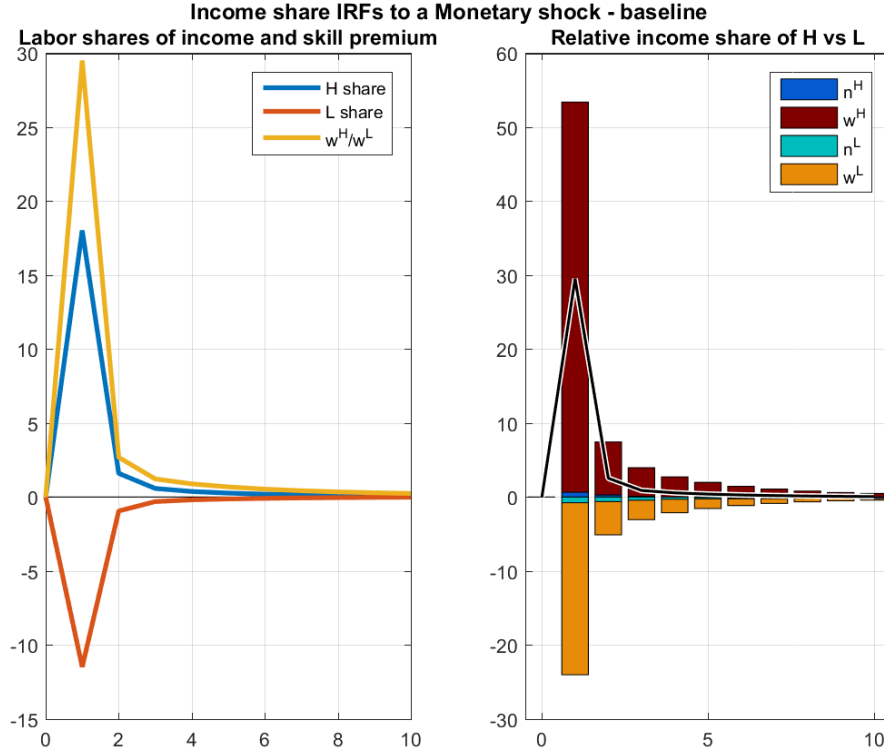 Income share IRFs to a Monetary shock - baseline
Labor shares of income and skill premium
30
25
20
15
10
5
0
-5
-10
-15
0
2
4
6
8
10
H share
L share
w^H/w^L
Relative income share of H vs L
60
50
40
30
20
10
0
-10
-20
-30
0
5
10
n^H
w^H
n^L
w^L